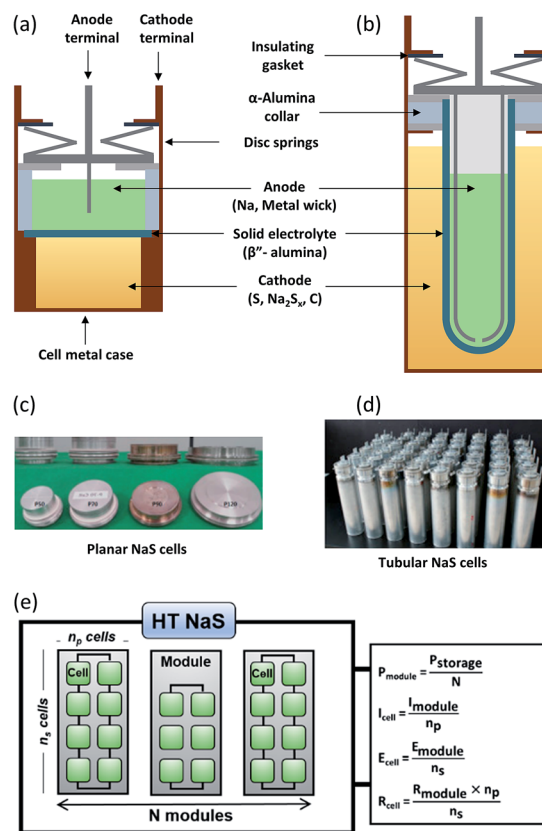 (a)
Anode
terminal
Cathode
terminal
(b)
Insulating
gasket
α-Alumina
collar
Disc springs
Anode
(Na, Metal wick)
Solid electrolyte
(β”- alumina)
Cathode
(S, Na₂Sₓ, C)
Cell metal case
(c)
P50
P70
P90
P120
Planar NaS cells
(d)
Tubular NaS cells
(e)
HT NaS
nₚ cells
nₛ cells
Cell
Module
Cell
N modules
Pmodule = Pstorage / N
Icell = Imodule / nₚ
Ecell = Emodule / nₛ
Rcell = Rmodule × nₚ / nₛ